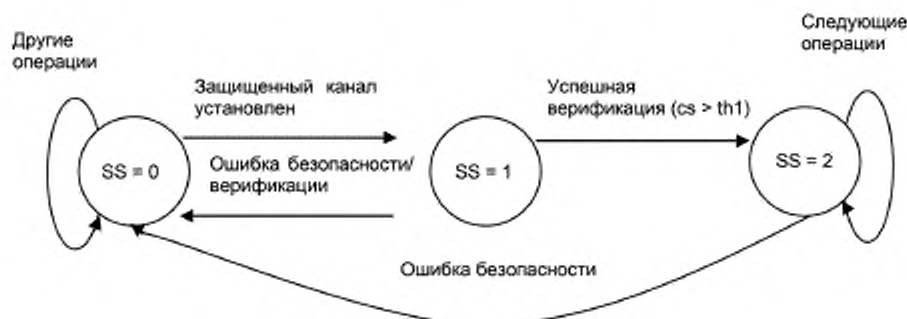 Другие
операции
Следующие
операции
Защищенный канал
установлен
Успешная
верификация (cs > th1)
SS = 0
Ошибка безопасности/
верификации
SS = 1
SS = 2
Ошибка безопасности